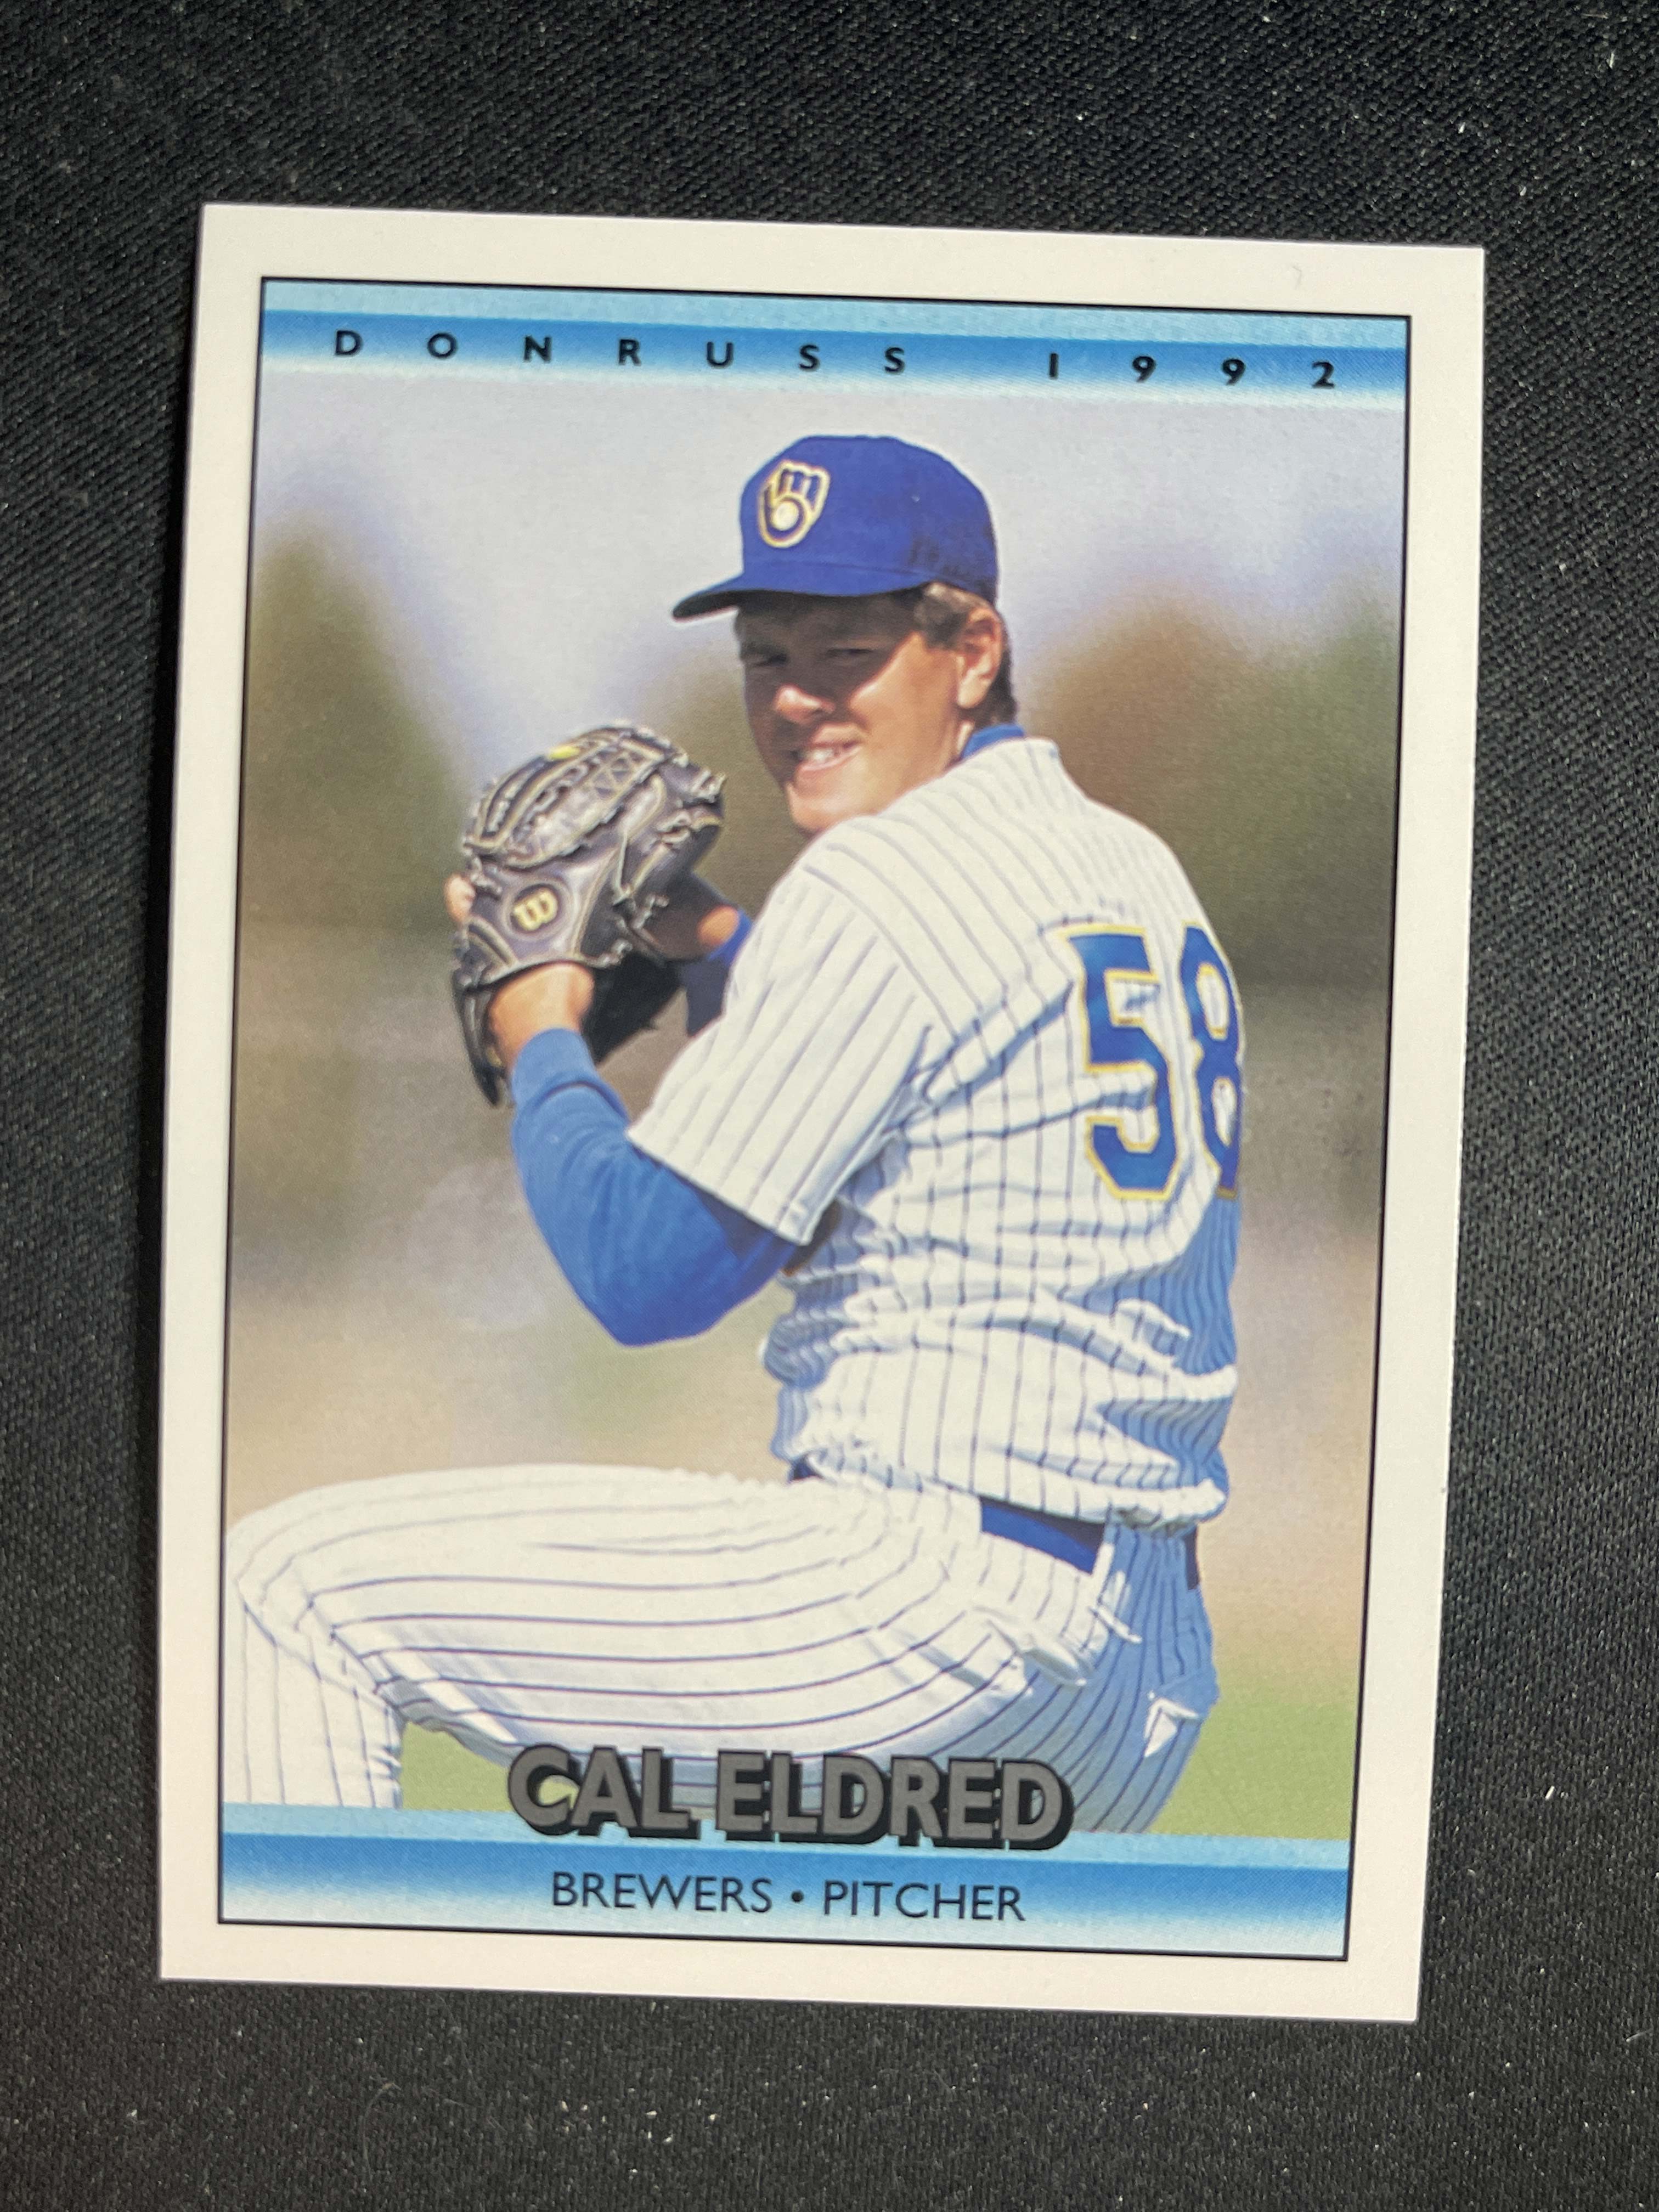 DONRUSS 1992
58
CAL ELDRED
BREWERS • PITCHER